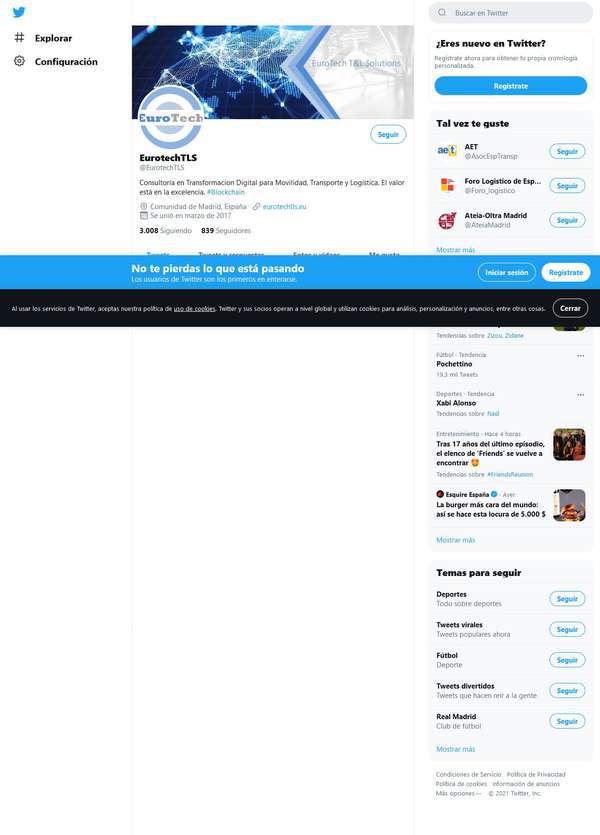 Explorar
Configuración
EuroTech T&L Solutions
EuroTech
Seguir
EurotechTLS
@EurotechTLS
Consultoría en Transformacion Digital para Movilidad, Transporte y Logística. El valor
está en la excelencia. #Blockchain
Comunidad de Madrid, España eurotechtls.eu
Se unió en marzo de 2017
3.008 Siguiendo 839 Seguidores
Tweets Tweets y respuestas Fotos y videos Me gusta
No te pierdas lo que está pasando
Los usuarios de Twitter son los primeros en enterarse.
Iniciar sesión Regístrate
Al usar los servicios de Twitter, aceptas nuestra política de uso de cookies. Twitter y sus socios operan a nivel global y utilizan cookies para análisis, personalización y anuncios, entre otras cosas.
Cerrar
Buscar en Twitter
¿Eres nuevo en Twitter?
Regístrate ahora para obtener tu propia cronología
personalizada.
Regístrate
Tal vez te guste
AET
@AsocEspTransp
Seguir
Foro Logístico de Esp...
@Foro_logistico
Seguir
Ateia-Oltra Madrid
@AteiaMadrid
Seguir
Mostrar más
Tendencias sobre Zizou, Zidane
Fútbol · Tendencia
Pochettino
19,3 mil Tweets
Deportes · Tendencia
Xabi Alonso
Tendencias sobre Raúl
Entretenimiento · Hace 4 horas
Tras 17 años del último episodio,
el elenco de 'Friends' se vuelve a
encontrar
Tendencias sobre #FriendsReunion
Esquire España · Ayer
La burger más cara del mundo:
así se hace esta locura de 5.000 $
Mostrar más
Temas para seguir
Deportes
Todo sobre deportes
Seguir
Tweets virales
Tweets populares ahora
Seguir
Fútbol
Deporte
Seguir
Tweets divertidos
Tweets que hacen reír a la gente
Seguir
Real Madrid
Club de fútbol
Seguir
Mostrar más
Condiciones de Servicio Política de Privacidad
Política de cookies Información de anuncios
Más opciones © 2021 Twitter, Inc.